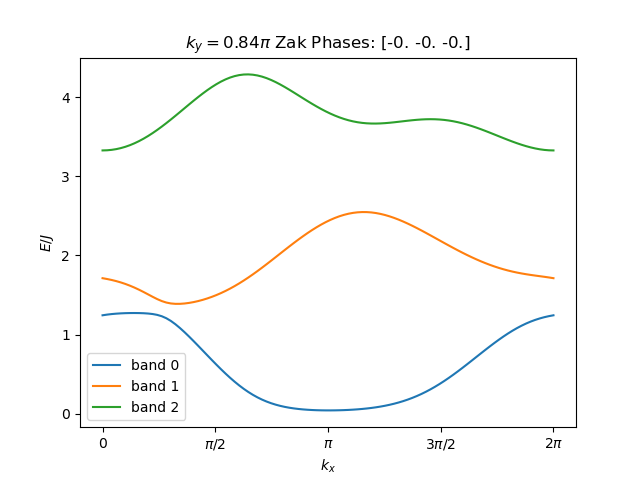 k_y = 0.84π Zak Phases: [-0. -0. -0.]
4
3
2
1
0
E/J
band 0
band 1
band 2
0
π/2
π
3π/2
2π
k_x